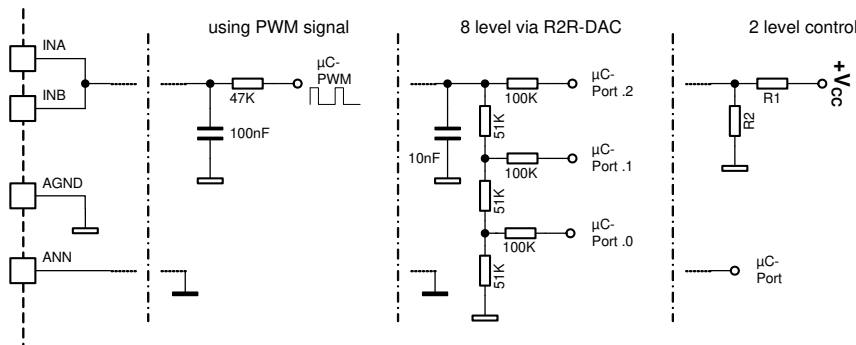 using PWM signal
8 level via R2R-DAC
2 level control
INA
INB
AGND
ANN
µC-
PWM
47K
100nF
µC-
Port .2
100K
51K
10nF
µC-
Port .1
100K
51K
µC-
Port .0
100K
51K
+VCC
R1
R2
µC-
Port